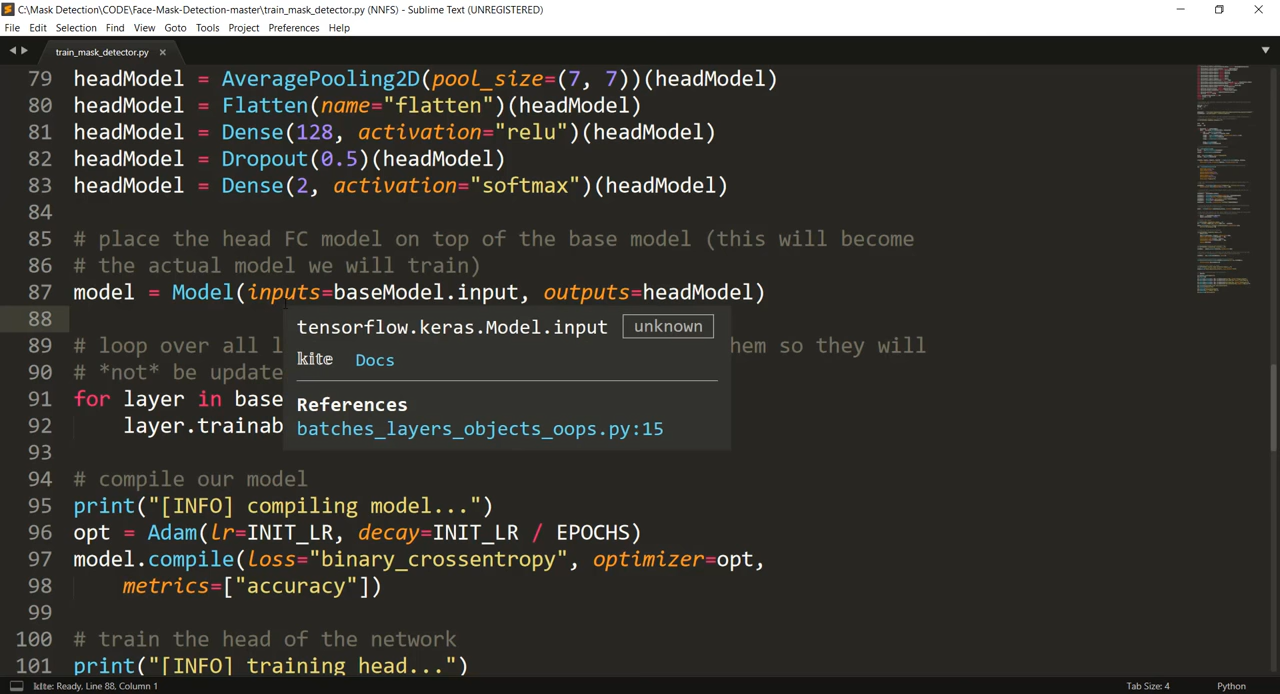 C:\Mask Detection\CODE\Face-Mask-Detection-master\train_mask_detector.py (NNFS) - Sublime Text (UNREGISTERED)
File Edit Selection Find View Goto Tools Project Preferences Help
train_mask_detector.py
79 headModel = AveragePooling2D(pool_size=(7, 7))(headModel)
80 headModel = Flatten(name="flatten")(headModel)
81 headModel = Dense(128, activation="relu")(headModel)
82 headModel = Dropout(0.5)(headModel)
83 headModel = Dense(2, activation="softmax")(headModel)
84
85 # place the head FC model on top of the base model (this will become
86 # the actual model we will train)
87 model = Model(inputs=baseModel.input, outputs=headModel)
88
tensorflow.keras.Model.input unknown
kite Docs
References
batches_layers_objects_oops.py:15
89 # loop over all l hem so they will
90 # *not* be update
91 for layer in base
92 layer.trainab
93
94 # compile our model
95 print("[INFO] compiling model...")
96 opt = Adam(lr=INIT_LR, decay=INIT_LR / EPOCHS)
97 model.compile(loss="binary_crossentropy", optimizer=opt,
98 metrics=["accuracy"])
99
100 # train the head of the network
101 print("[INFO] training head...")
kite: Ready, Line 88, Column 1 Tab Size: 4 Python